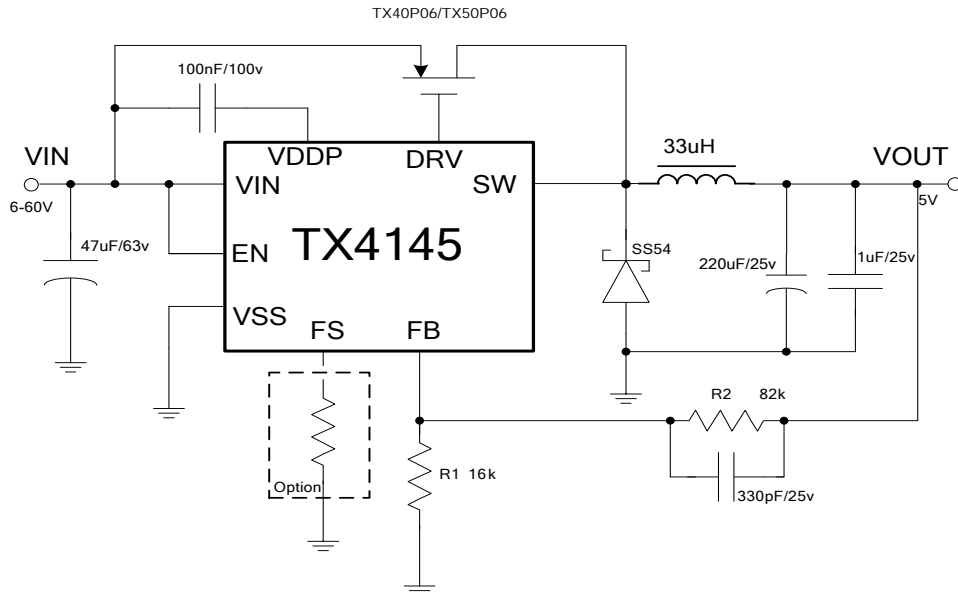 TX40P06/TX50P06
100nF/100v
33uH
VIN
VDDP
DRV
VOUT
VIN
SW
6-60V
5V
47uF/63v
EN
TX4145
SS54
220uF/25v
1uF/25v
VSS
FS
FB
R2 82k
R1 16k
Option
330pF/25v